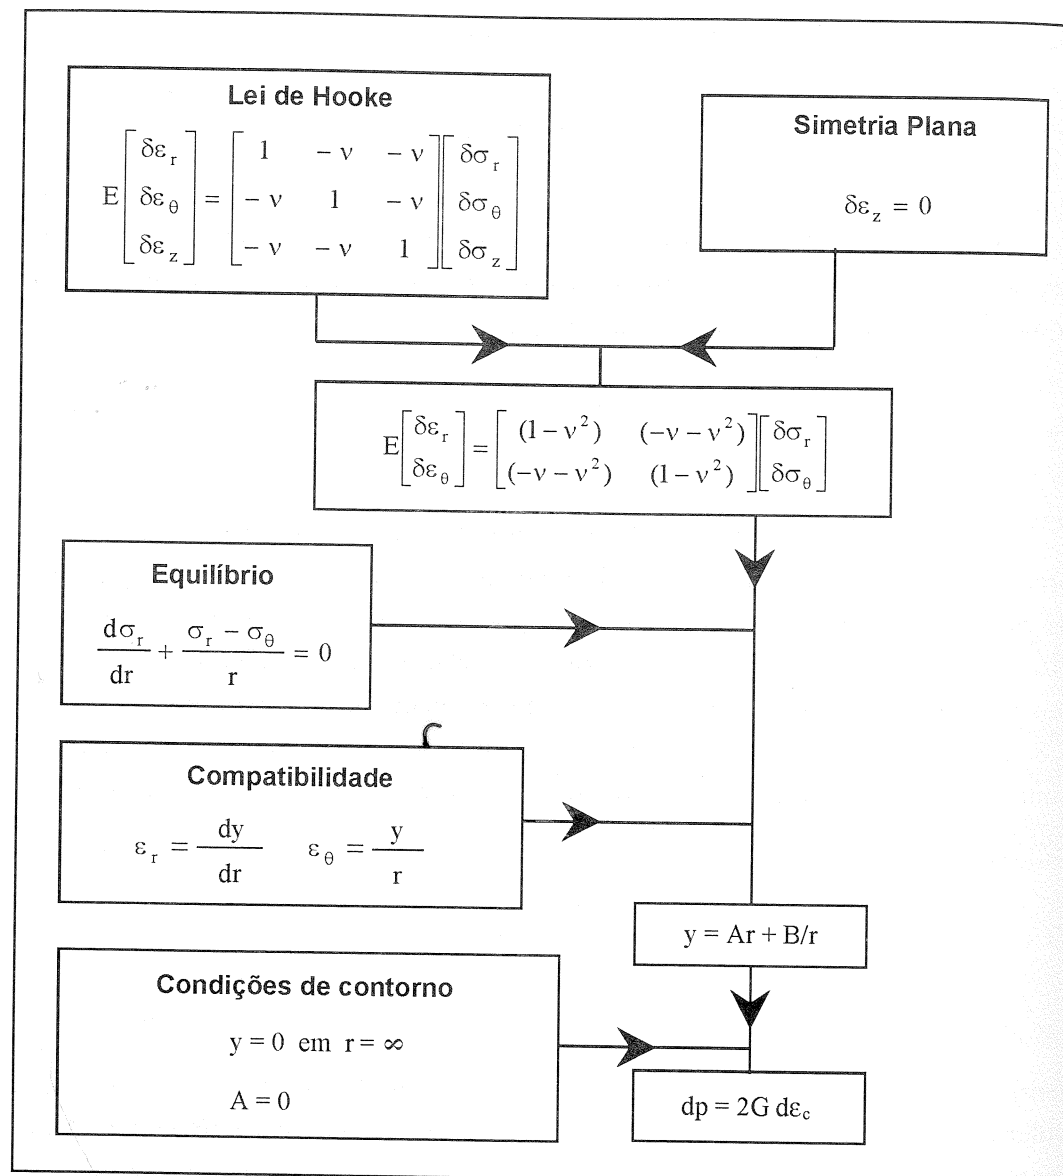 Lei de Hooke
E [δε_r; δε_θ; δε_z] = [1 −ν −ν; −ν 1 −ν; −ν −ν 1] [δσ_r; δσ_θ; δσ_z]
Simetria Plana
δε_z = 0
E [δε_r; δε_θ] = [(1−ν²) (−ν−ν²); (−ν−ν²) (1−ν²)] [δσ_r; δσ_θ]
Equilíbrio
dσ_r/dr + (σ_r − σ_θ)/r = 0
Compatibilidade
ε_r = dy/dr ε_θ = y/r
y = Ar + B/r
Condições de contorno
y = 0 em r = ∞
A = 0
dp = 2G dε_c